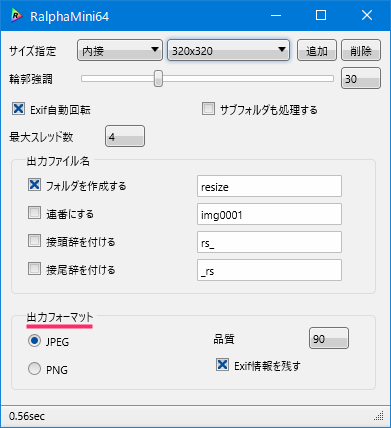 RalphaMini64
サイズ指定 内接 320x320 追加 削除
輪郭強調 30
Exif自動回転 サブフォルダも処理する
最大スレッド数 4
出力ファイル名
フォルダを作成する resize
連番にする img0001
接頭辞を付ける rs_
接尾辞を付ける _rs
出力フォーマット
JPEG 品質 90
PNG Exif情報を残す
0.56sec